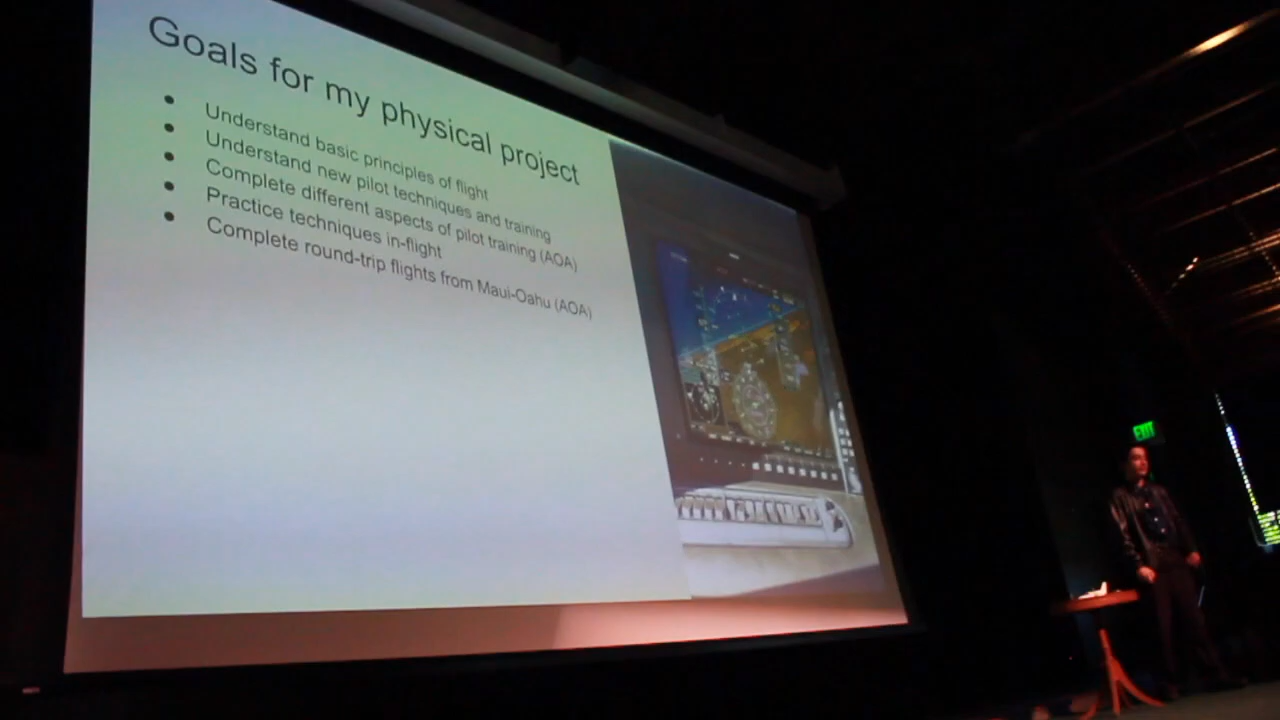 Goals for my physical project
Understand basic principles of flight
Understand new pilot techniques and training
Complete different aspects of pilot training (AOA)
Practice techniques in-flight
Complete round-trip flights from Maui-Oahu (AOA)
EXIT